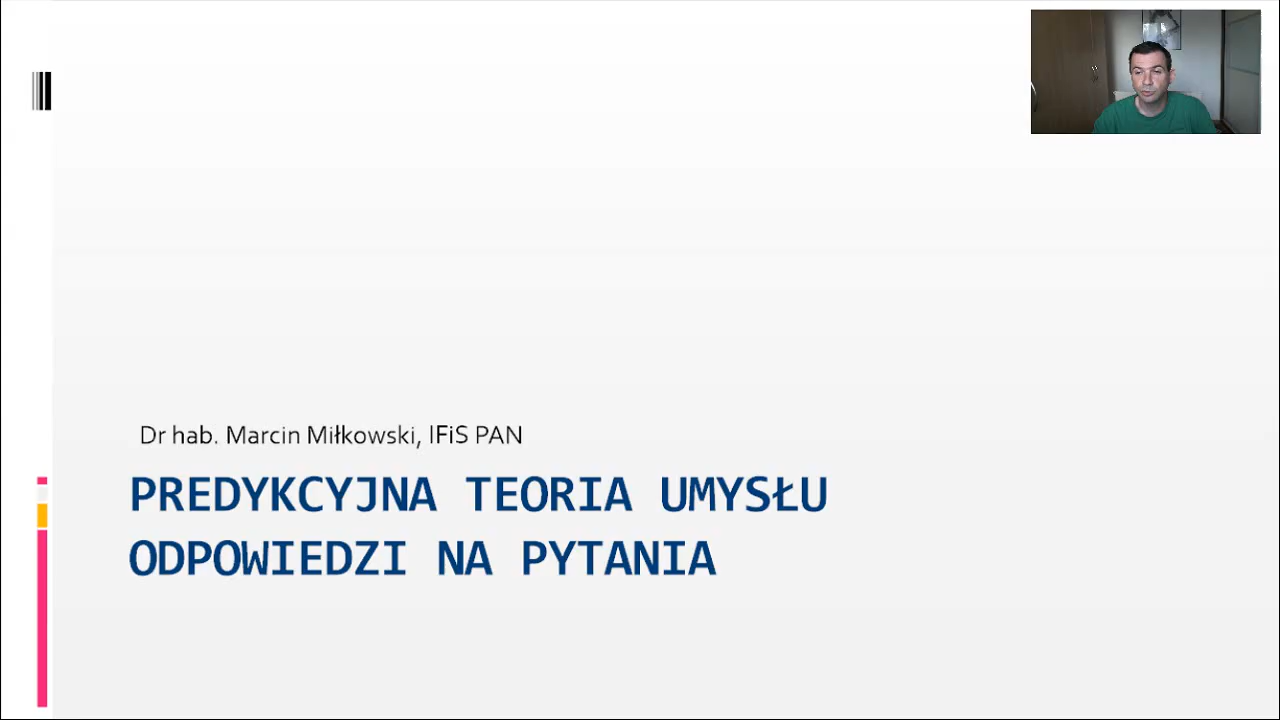 Dr hab. Marcin Miłkowski, IFiS PAN
PREDYKCYJNA TEORIA UMYSŁU
ODPOWIEDZI NA PYTANIA